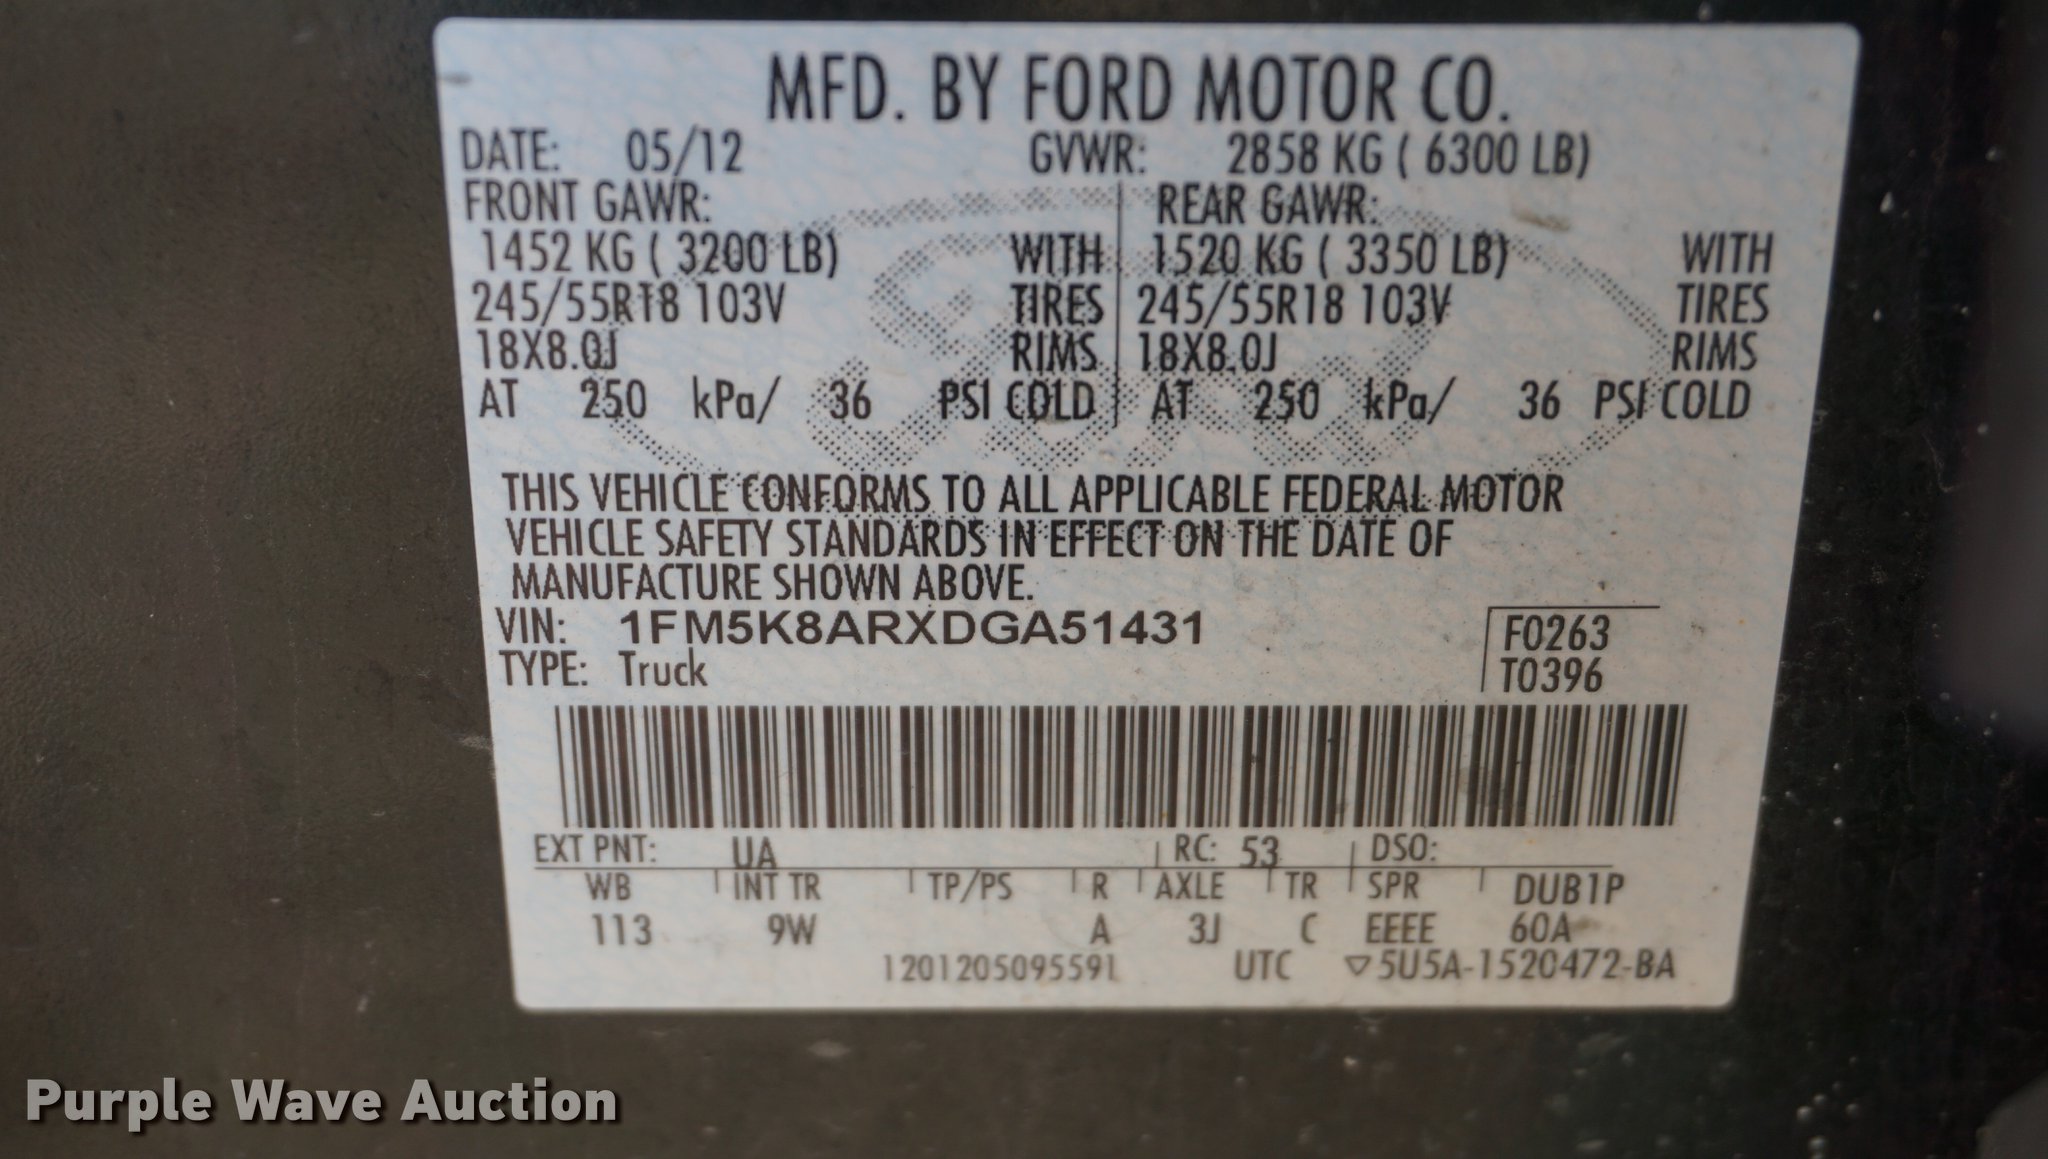 MFD. BY FORD MOTOR CO.
DATE: 05/12 GVWR: 2858 KG ( 6300 LB)
FRONT GAWR: REAR GAWR:
1452 KG ( 3200 LB) WITH 1520 KG ( 3350 LB) WITH
245/55R18 103V TIRES 245/55R18 103V TIRES
18X8.0J RIMS 18X8.0J RIMS
AT 250 kPa/ 36 PSI COLD AT 250 kPa/ 36 PSI COLD
THIS VEHICLE CONFORMS TO ALL APPLICABLE FEDERAL MOTOR
VEHICLE SAFETY STANDARDS IN EFFECT ON THE DATE OF
MANUFACTURE SHOWN ABOVE.
VIN: 1FM5K8ARXDGA51431 F0263
TYPE: Truck T0396
EXT PNT: UA RC: 53 DSO:
WB INT TR TP/PS R AXLE TR SPR DUB1P
113 9W A 3J C EEEE 60A
1201205095591 UTC ▽5U5A-1520472-BA
Ford
Purple Wave Auction